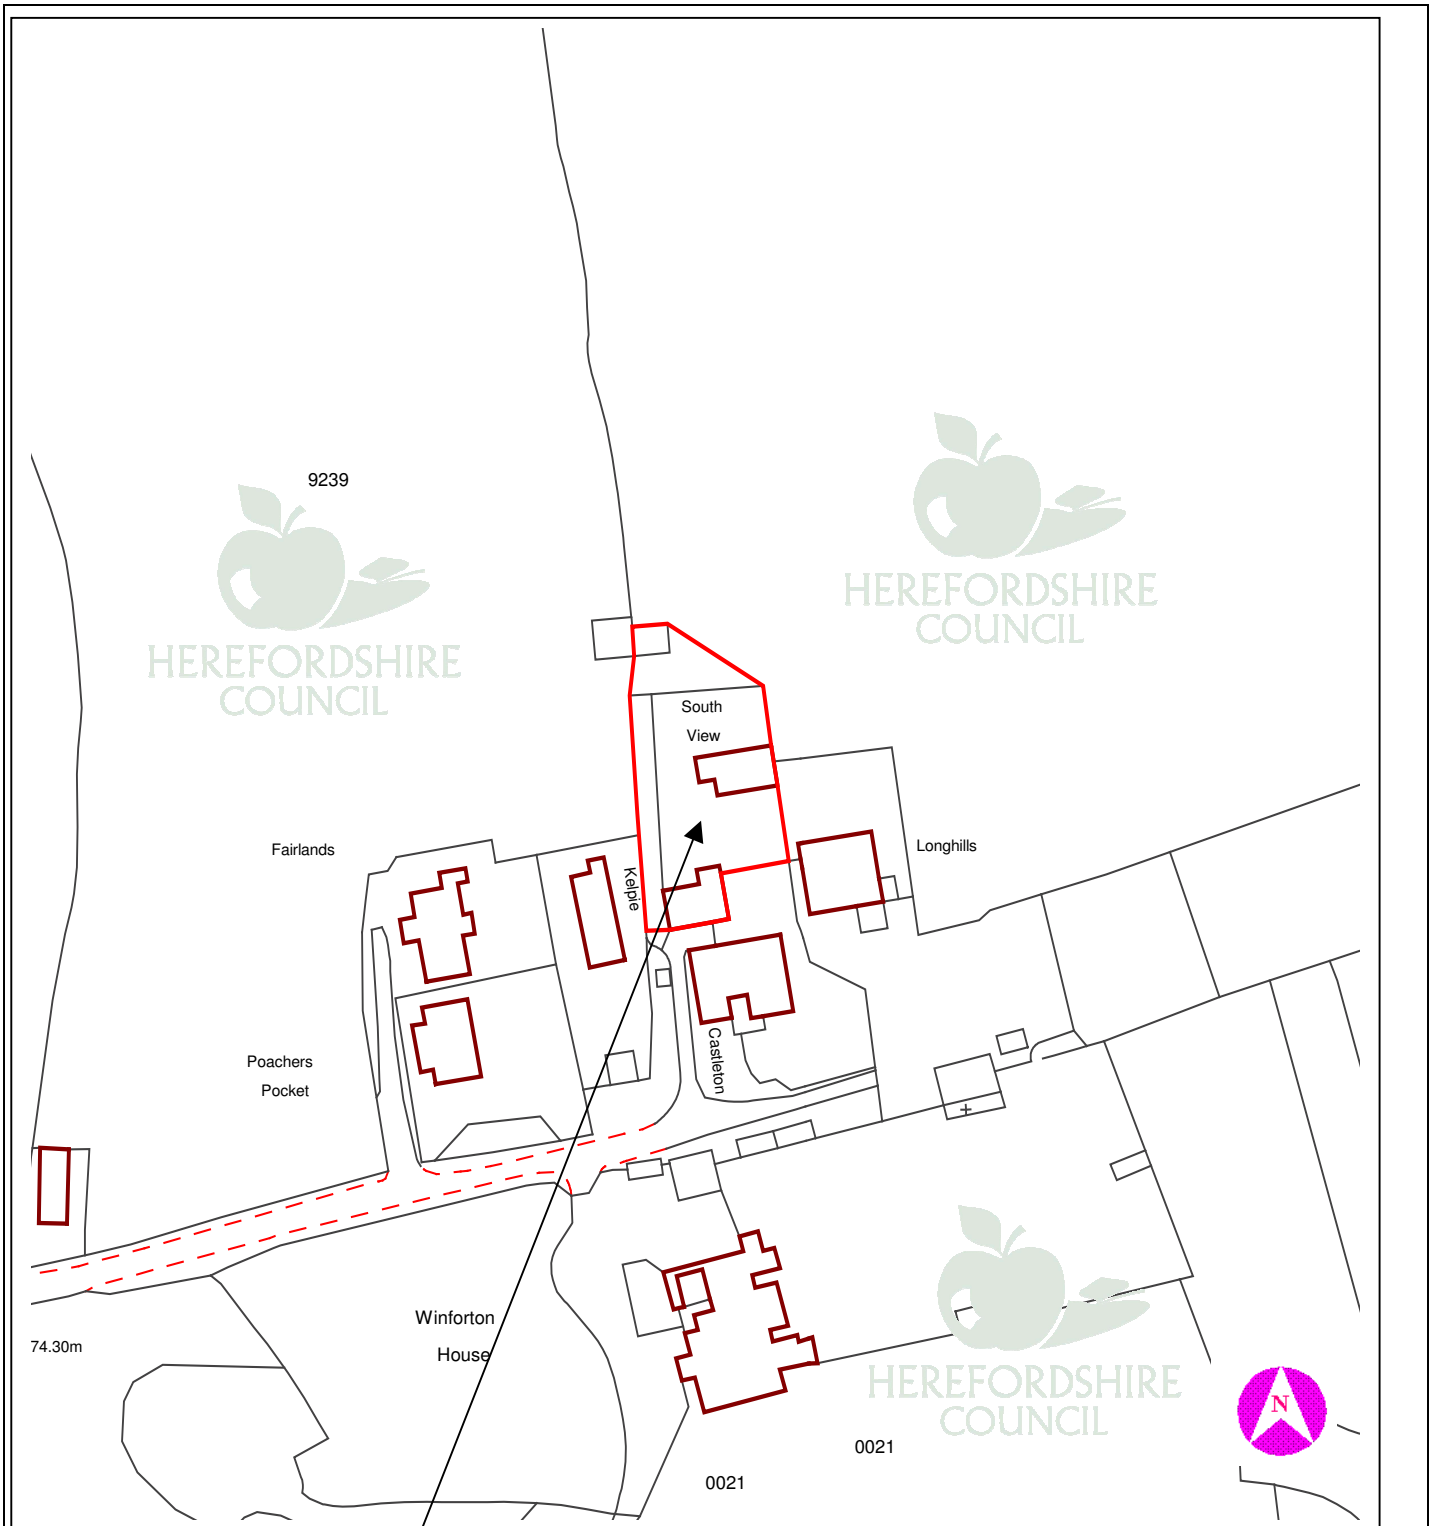 9239
HEREFORDSHIRE
COUNCIL
HEREFORDSHIRE
COUNCIL
South
View
Fairlands
Longhills
Kelpie
Castleton
Poachers
Pocket
Winforton
House
74.30m
HEREFORDSHIRE
COUNCIL
N
0021
0021